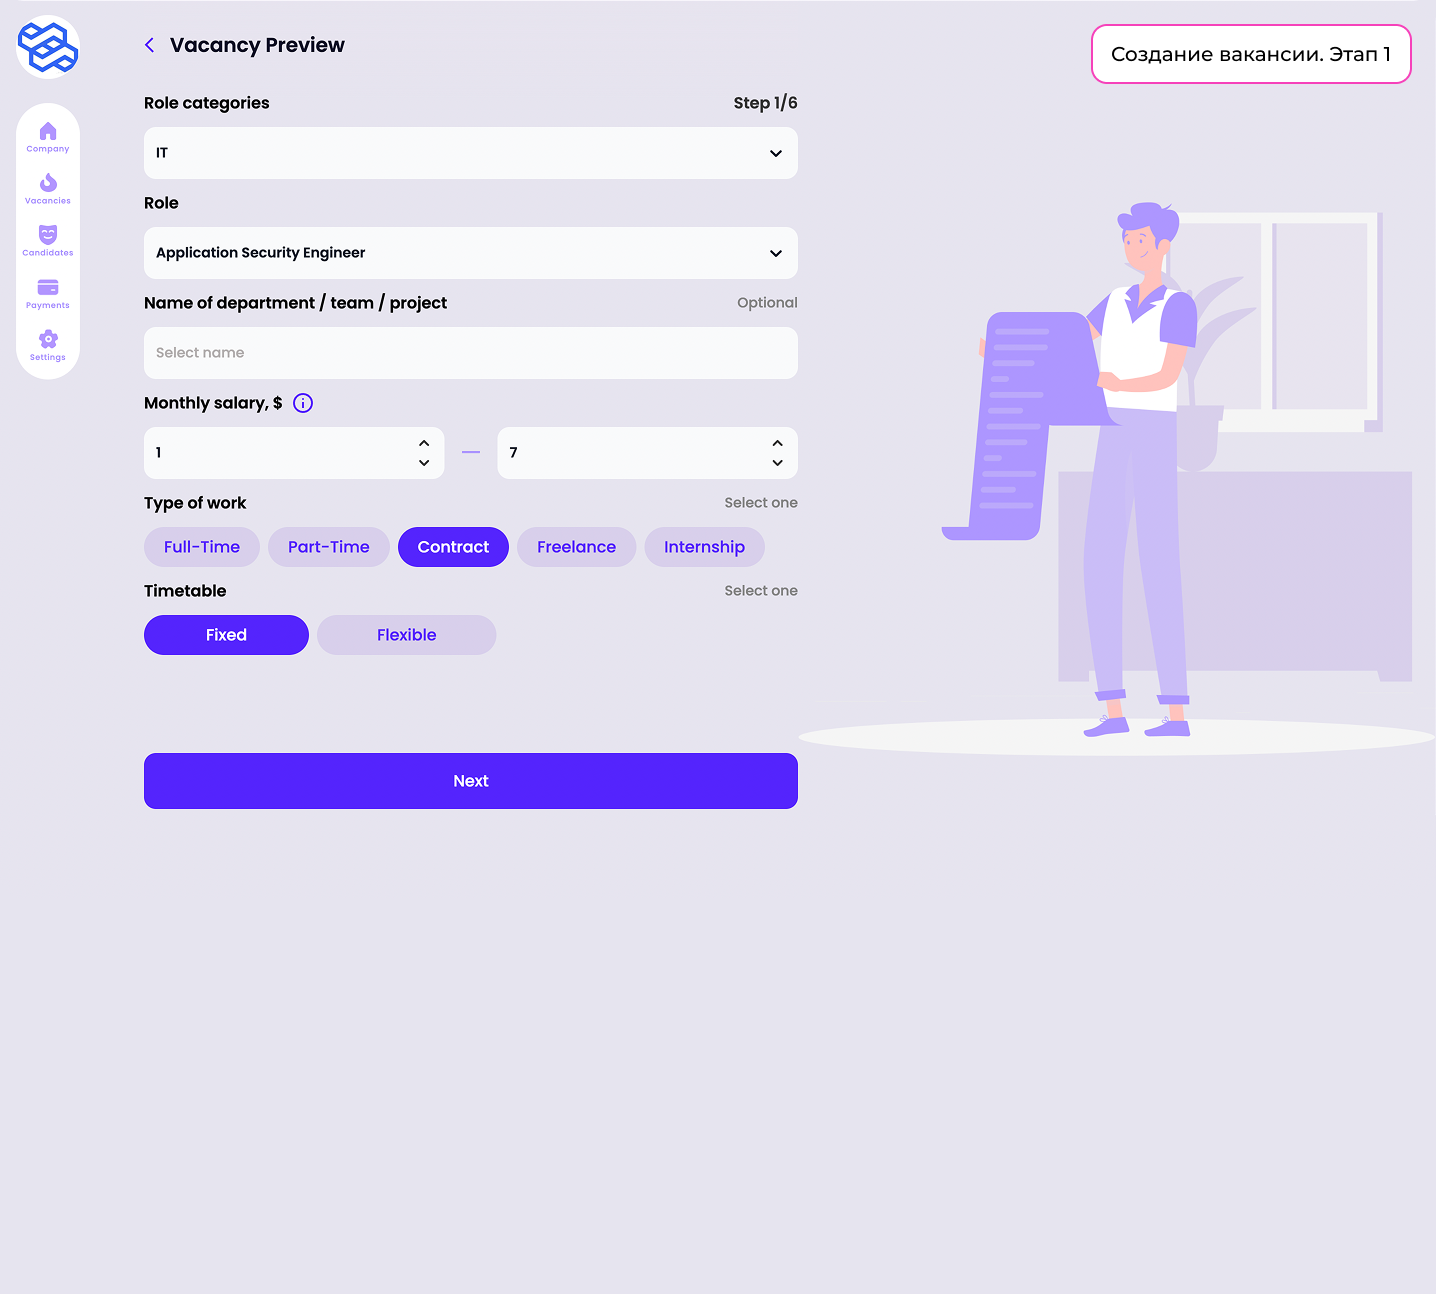 Vacancy Preview
Создание вакансии. Этап 1
Company
Vacancies
Candidates
Payments
Settings
Role categories
Step 1/6
IT
Role
Application Security Engineer
Name of department / team / project
Optional
Select name
Monthly salary, $
1 — 7
Type of work
Select one
Full-Time Part-Time Contract Freelance Internship
Timetable
Select one
Fixed Flexible
Next